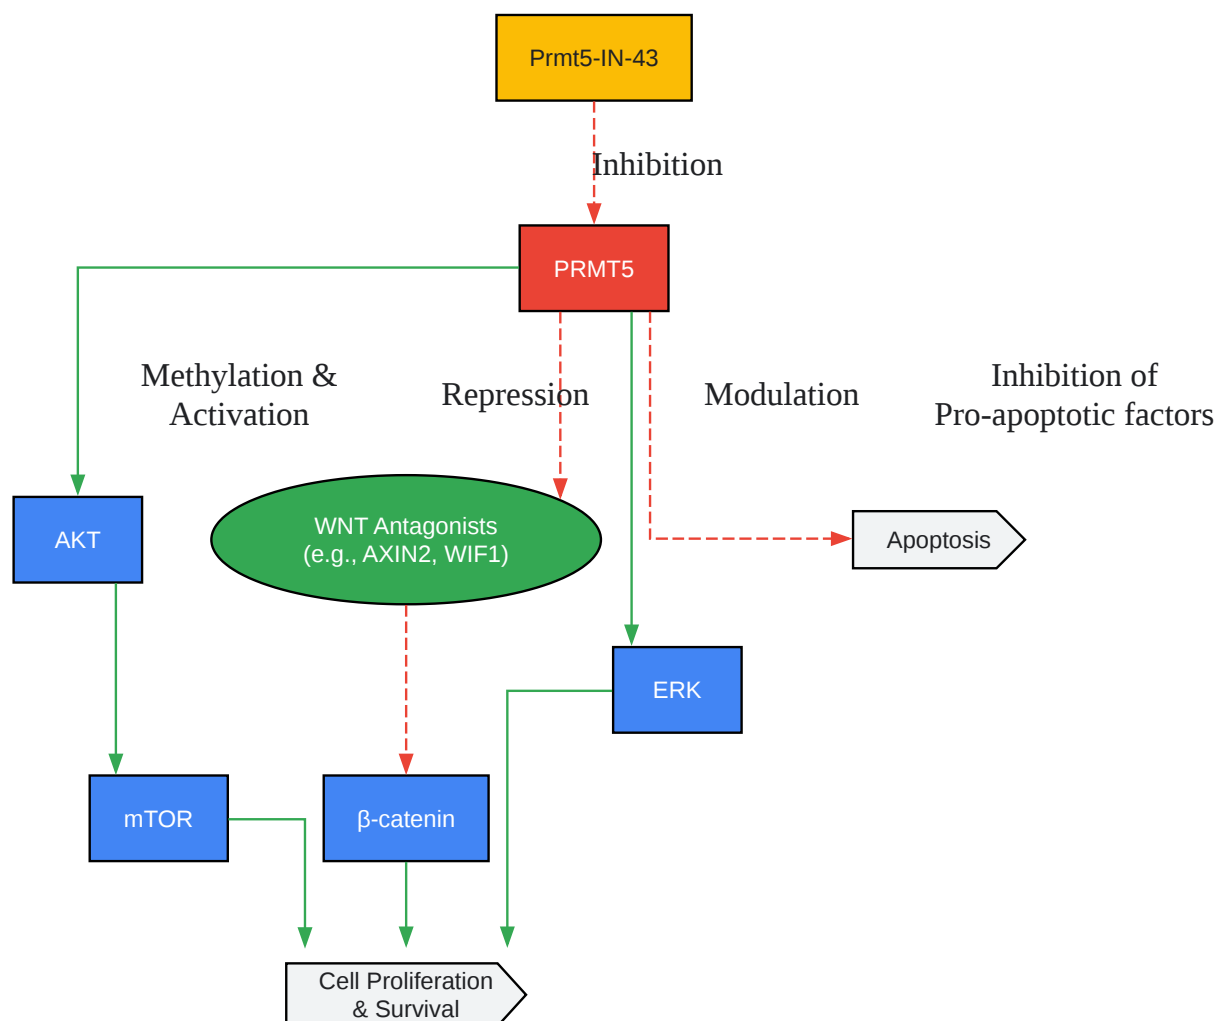 Prmt5-IN-43
Inhibition
PRMT5
Methylation &
Activation
Repression
Modulation
Inhibition of
Pro-apoptotic factors
AKT
WNT Antagonists
(e.g., AXIN2, WIF1)
Apoptosis
ERK
mTOR
β-catenin
Cell Proliferation
& Survival